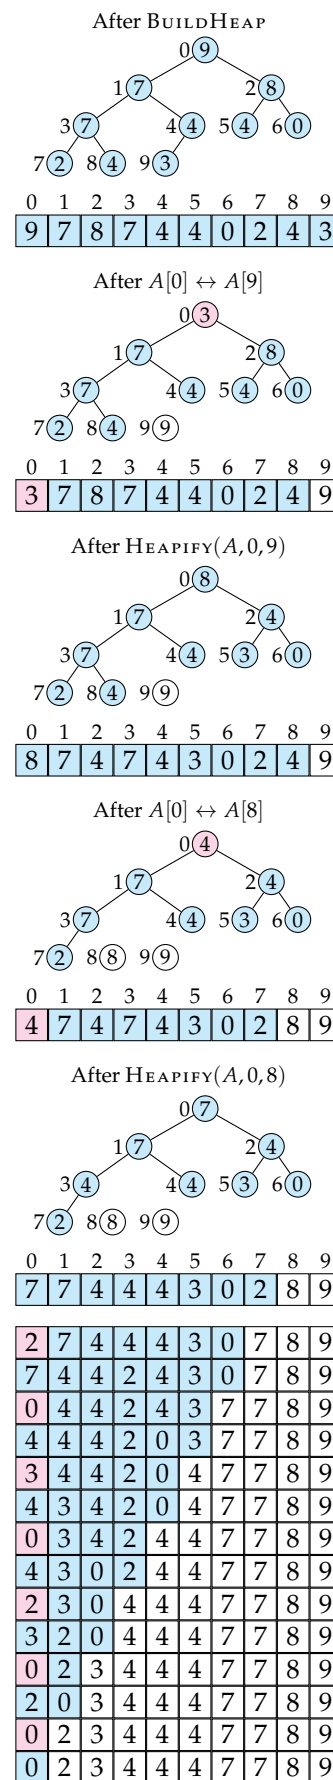 After BuildHeap
0 9
1 7 2 8
3 7 4 4 5 4 6 0
7 2 8 4 9 3
0 1 2 3 4 5 6 7 8 9
9 7 8 7 4 4 0 2 4 3
After A[0] ↔ A[9]
0 3
1 7 2 8
3 7 4 4 5 4 6 0
7 2 8 4 9 9
0 1 2 3 4 5 6 7 8 9
3 7 8 7 4 4 0 2 4 9
After Heapify(A, 0, 9)
0 8
1 7 2 4
3 7 4 4 5 3 6 0
7 2 8 4 9 9
0 1 2 3 4 5 6 7 8 9
8 7 4 7 4 3 0 2 4 9
After A[0] ↔ A[8]
0 4
1 7 2 4
3 7 4 4 5 3 6 0
7 2 8 8 9 9
0 1 2 3 4 5 6 7 8 9
4 7 4 7 4 3 0 2 8 9
After Heapify(A, 0, 8)
0 7
1 7 2 4
3 4 4 4 5 3 6 0
7 2 8 8 9 9
0 1 2 3 4 5 6 7 8 9
7 7 4 4 4 3 0 2 8 9
2 7 4 4 4 3 0 7 8 9
7 4 4 2 4 3 0 7 8 9
0 4 4 2 4 3 7 7 8 9
4 4 4 2 0 3 7 7 8 9
3 4 4 2 0 4 7 7 8 9
4 3 4 2 0 4 7 7 8 9
0 3 4 2 4 4 7 7 8 9
4 3 0 2 4 4 7 7 8 9
2 3 0 4 4 4 7 7 8 9
3 2 0 4 4 4 7 7 8 9
0 2 3 4 4 4 7 7 8 9
2 0 3 4 4 4 7 7 8 9
0 2 3 4 4 4 7 7 8 9
0 2 3 4 4 4 7 7 8 9